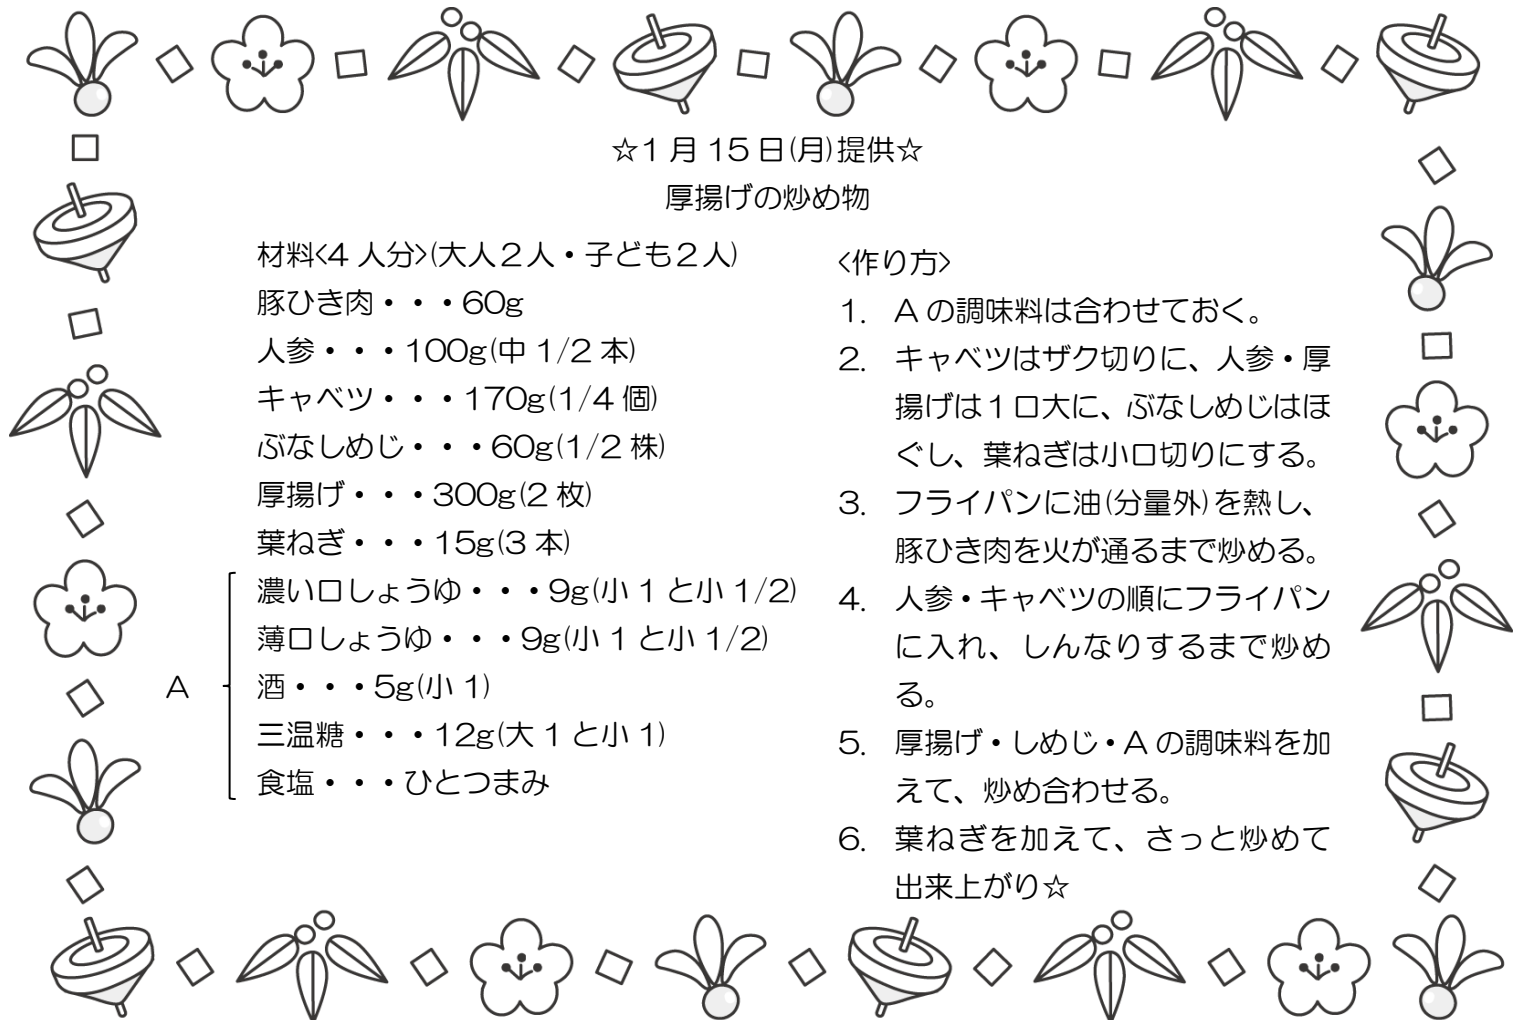 ☆1月15日(月)提供☆
厚揚げの炒め物
材料<4人分>(大人2人・子ども2人)
豚ひき肉・・・60g
人参・・・100g(中1/2本)
キャベツ・・・170g(1/4個)
ぶなしめじ・・・60g(1/2株)
厚揚げ・・・300g(2枚)
葉ねぎ・・・15g(3本)
A
濃い口しょうゆ・・・9g(小1と小1/2)
薄口しょうゆ・・・9g(小1と小1/2)
酒・・・5g(小1)
三温糖・・・12g(大1と小1)
食塩・・・ひとつまみ
<作り方>
1. Aの調味料は合わせておく。
2. キャベツはザク切りに、人参・厚
揚げは1口大に、ぶなしめじはほ
ぐし、葉ねぎは小口切りにする。
3. フライパンに油(分量外)を熱し、
豚ひき肉を火が通るまで炒める。
4. 人参・キャベツの順にフライパン
に入れ、しんなりするまで炒め
る。
5. 厚揚げ・しめじ・Aの調味料を加
えて、炒め合わせる。
6. 葉ねぎを加えて、さっと炒めて
出来上がり☆